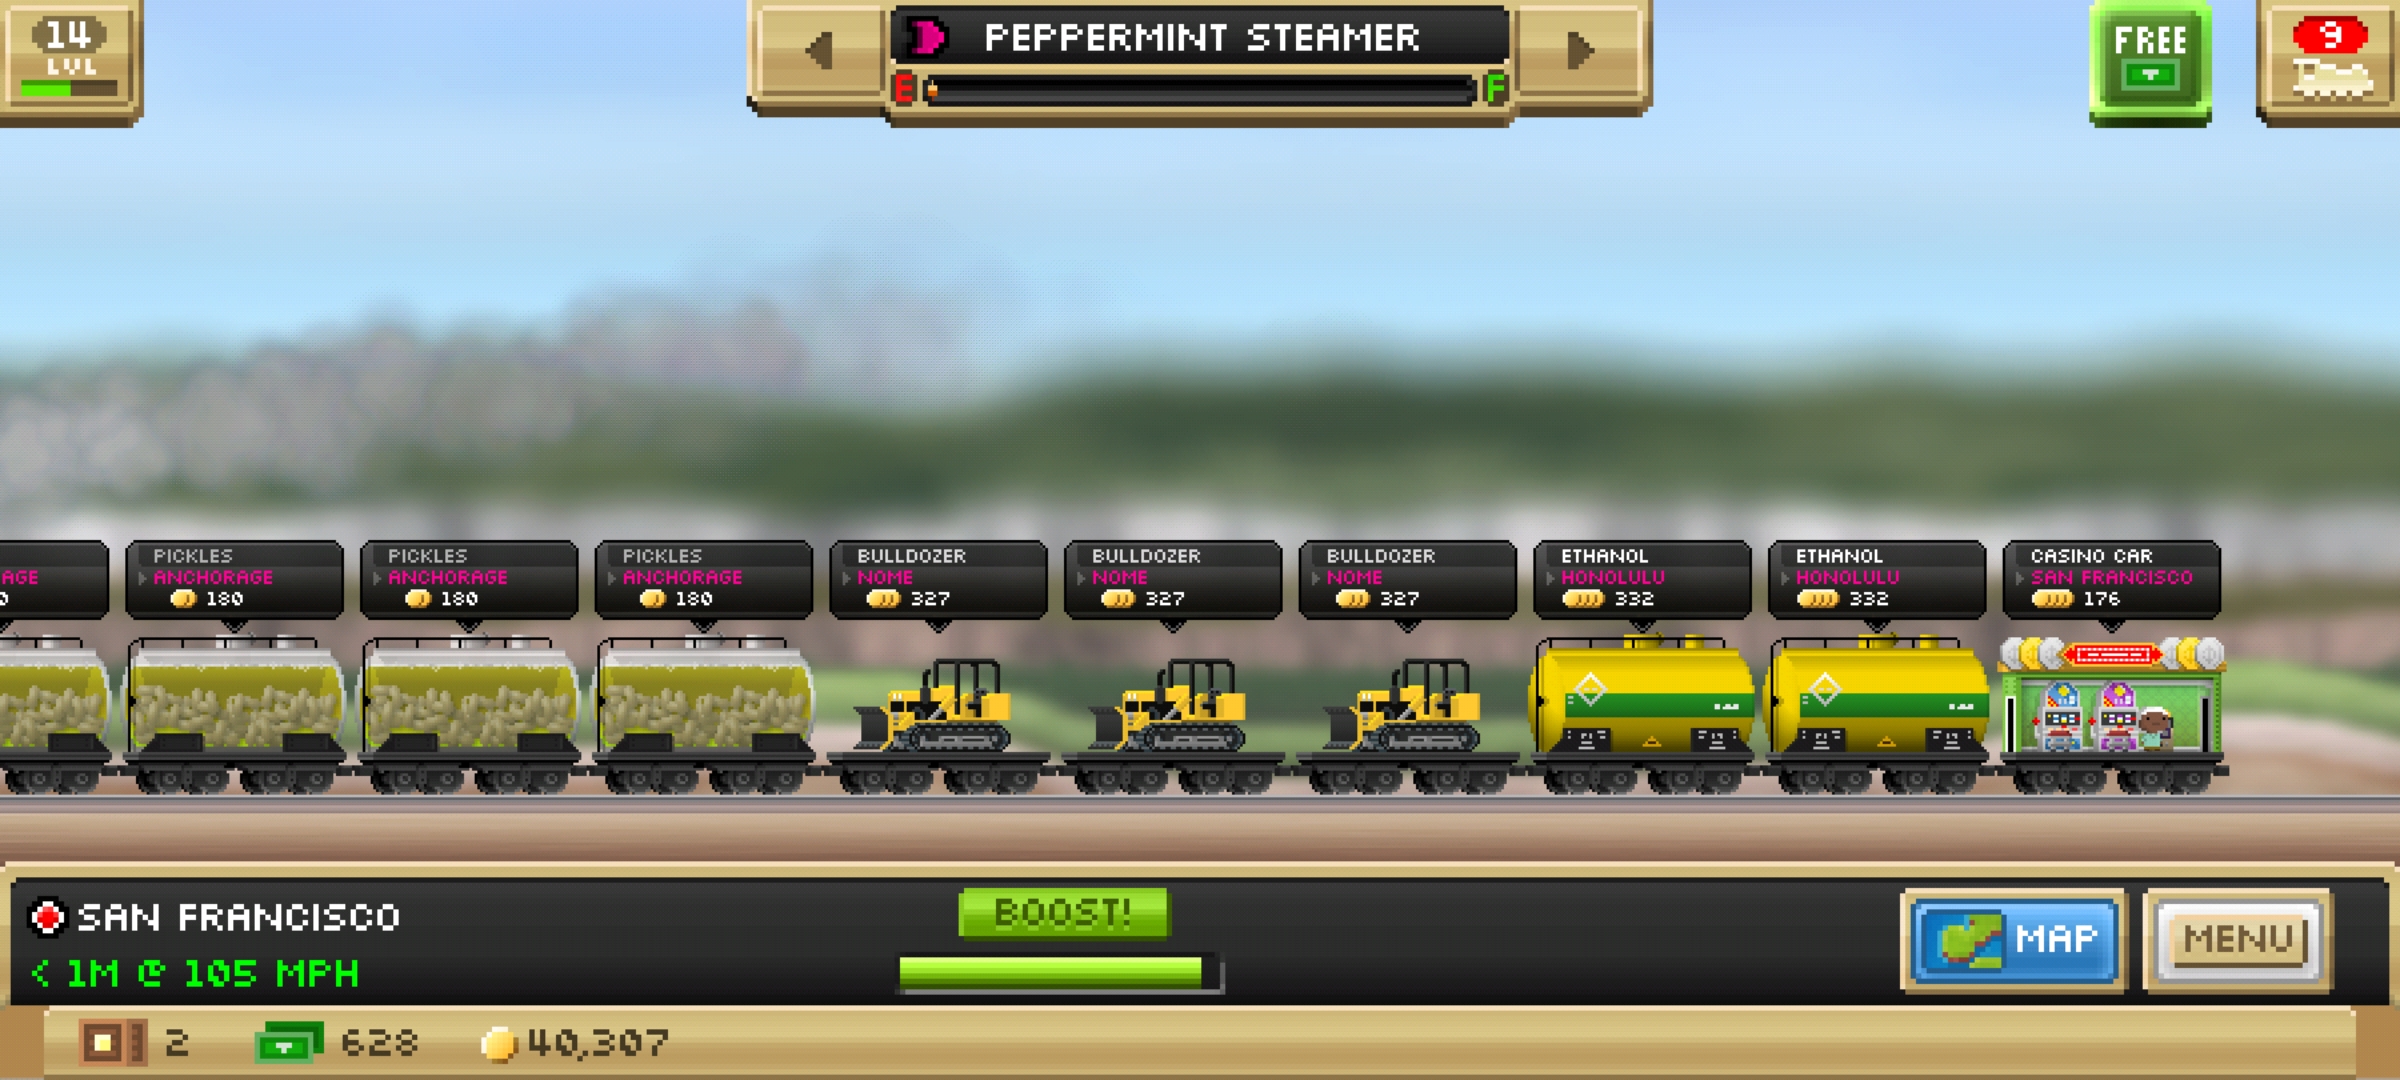 14
LVL
PEPPERMINT STEAMER
E
F
FREE
9
AGE
0
PICKLES
ANCHORAGE
180
PICKLES
ANCHORAGE
180
PICKLES
ANCHORAGE
180
BULLDOZER
NOME
327
BULLDOZER
NOME
327
BULLDOZER
NOME
327
ETHANOL
HONOLULU
332
ETHANOL
HONOLULU
332
CASINO CAR
SAN FRANCISCO
176
SAN FRANCISCO
< 1M @ 105 MPH
BOOST!
MAP
MENU
2
628
40,307